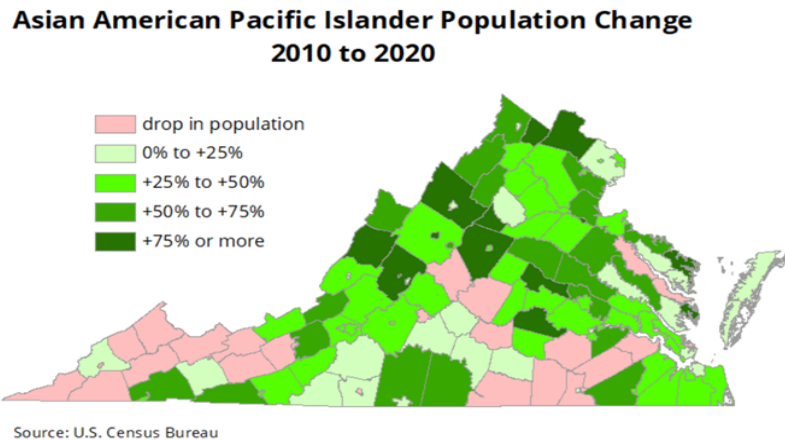 Asian American Pacific Islander Population Change
2010 to 2020
drop in population
0% to +25%
+25% to +50%
+50% to +75%
+75% or more
Source: U.S. Census Bureau